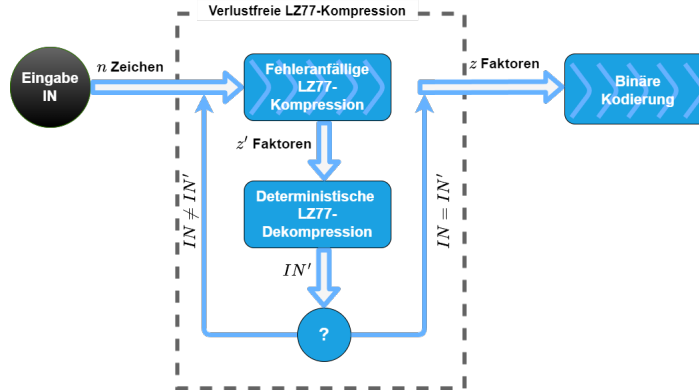 Verlustfreie LZ77-Kompression
Eingabe
IN
n Zeichen
Fehleranfällige
LZ77-
Kompression
z Faktoren
Binäre
Kodierung
z′ Faktoren
Deterministische
LZ77-
Dekompression
IN ≠ IN′
IN = IN′
IN′
?